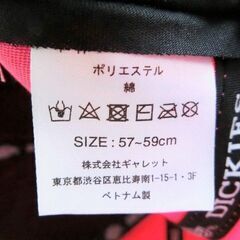 ポリエステル
綿
SIZE : 57~59cm
株式会社ギャレット
東京都渋谷区恵比寿南1-15-1・3F
ベトナム製
DICKIES